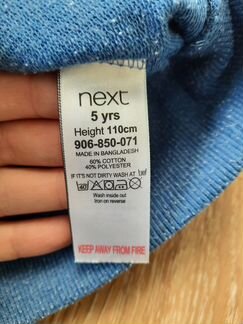 next
5 yrs
Height 110cm
906-850-071
MADE IN BANGLADESH
60% COTTON
40% POLYESTER
IF IT'S NOT DIRTY WASH AT
Wash inside out
Iron on reverse
KEEP AWAY FROM FIRE